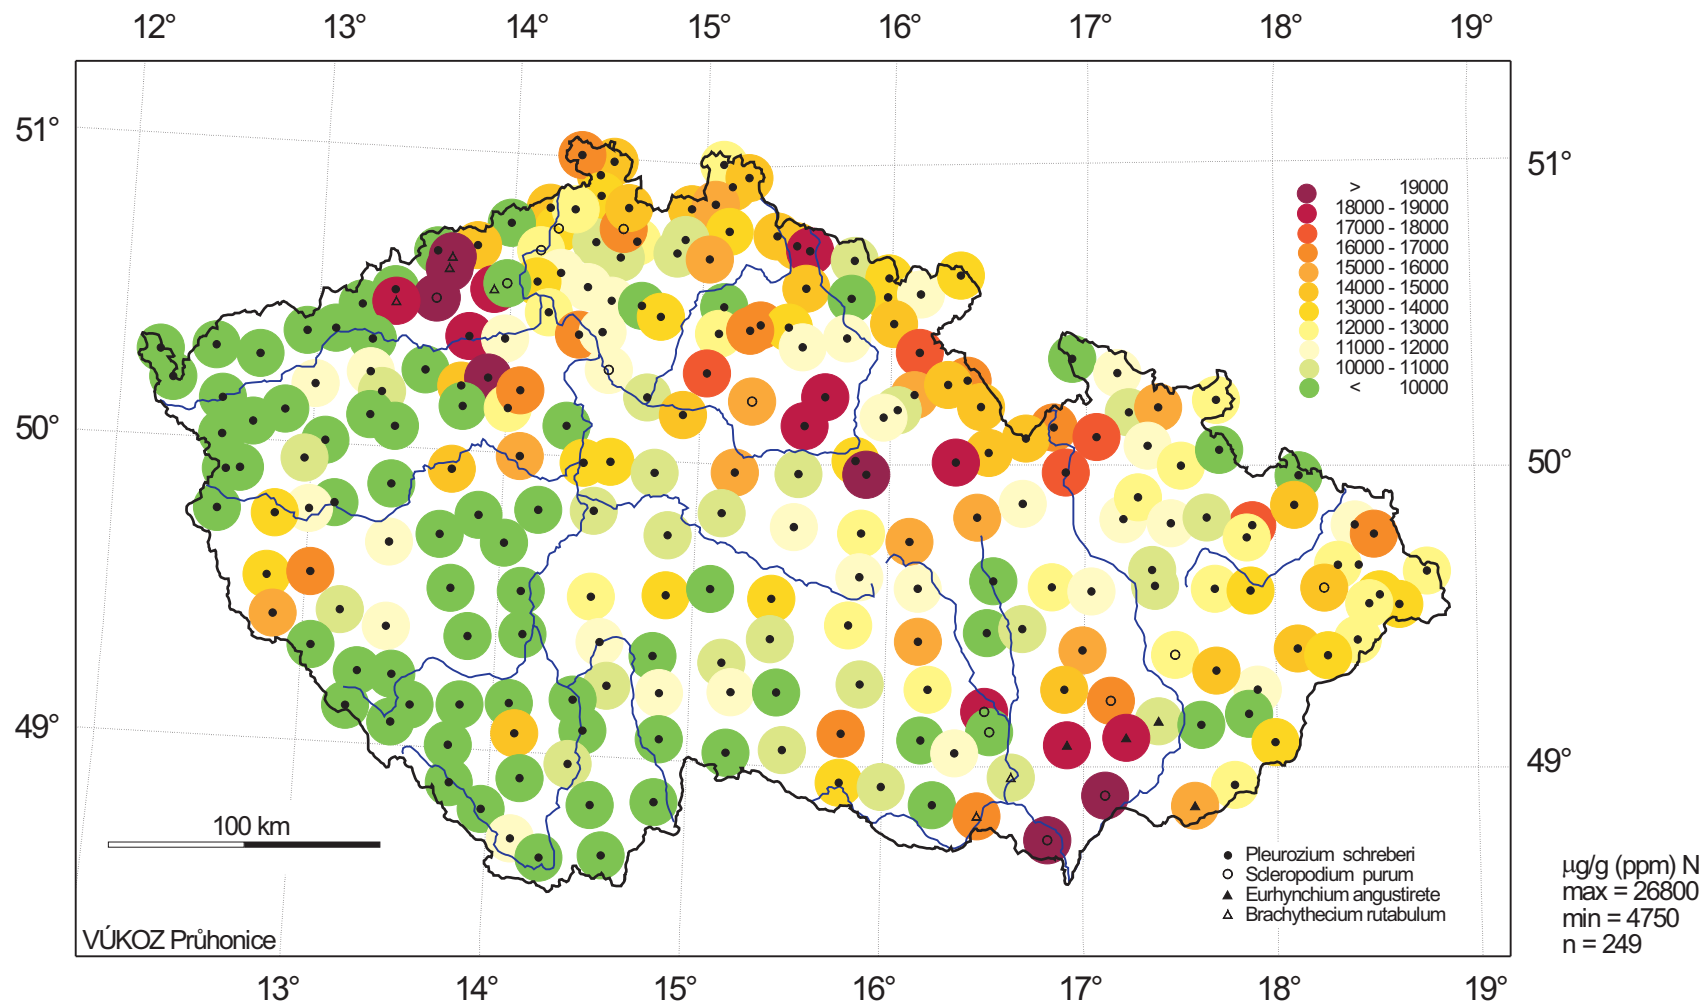 12° 13° 14° 15° 16° 17° 18° 19°
51° 51°
> 19000
18000 - 19000
17000 - 18000
16000 - 17000
15000 - 16000
14000 - 15000
13000 - 14000
12000 - 13000
11000 - 12000
10000 - 11000
< 10000
50° 50°
49° 49°
100 km
Pleurozium schreberi
Scleropodium purum
Eurhynchium angustirete
Brachythecium rutabulum
µg/g (ppm) N
max = 26800
min = 4750
n = 249
VÚKOZ Průhonice
13° 14° 15° 16° 17° 18° 19°